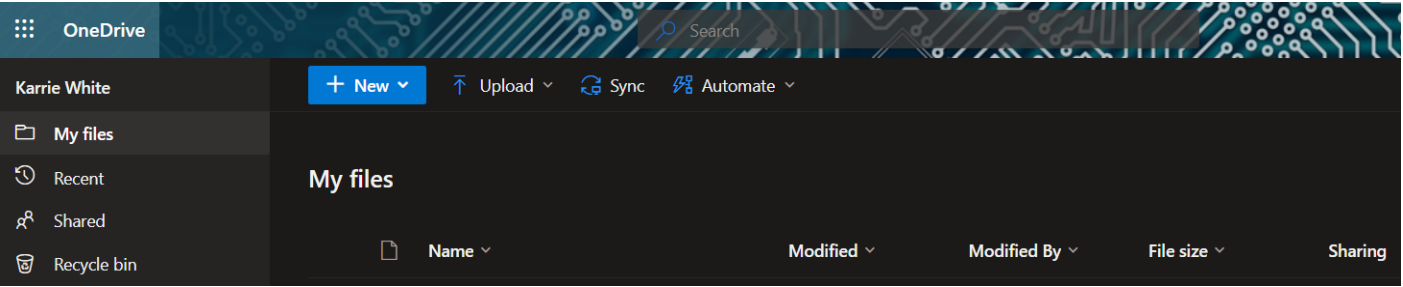 OneDrive
Search
Karrie White
New
Upload
Sync
Automate
My files
Recent
Shared
Recycle bin
My files
Name
Modified
Modified By
File size
Sharing